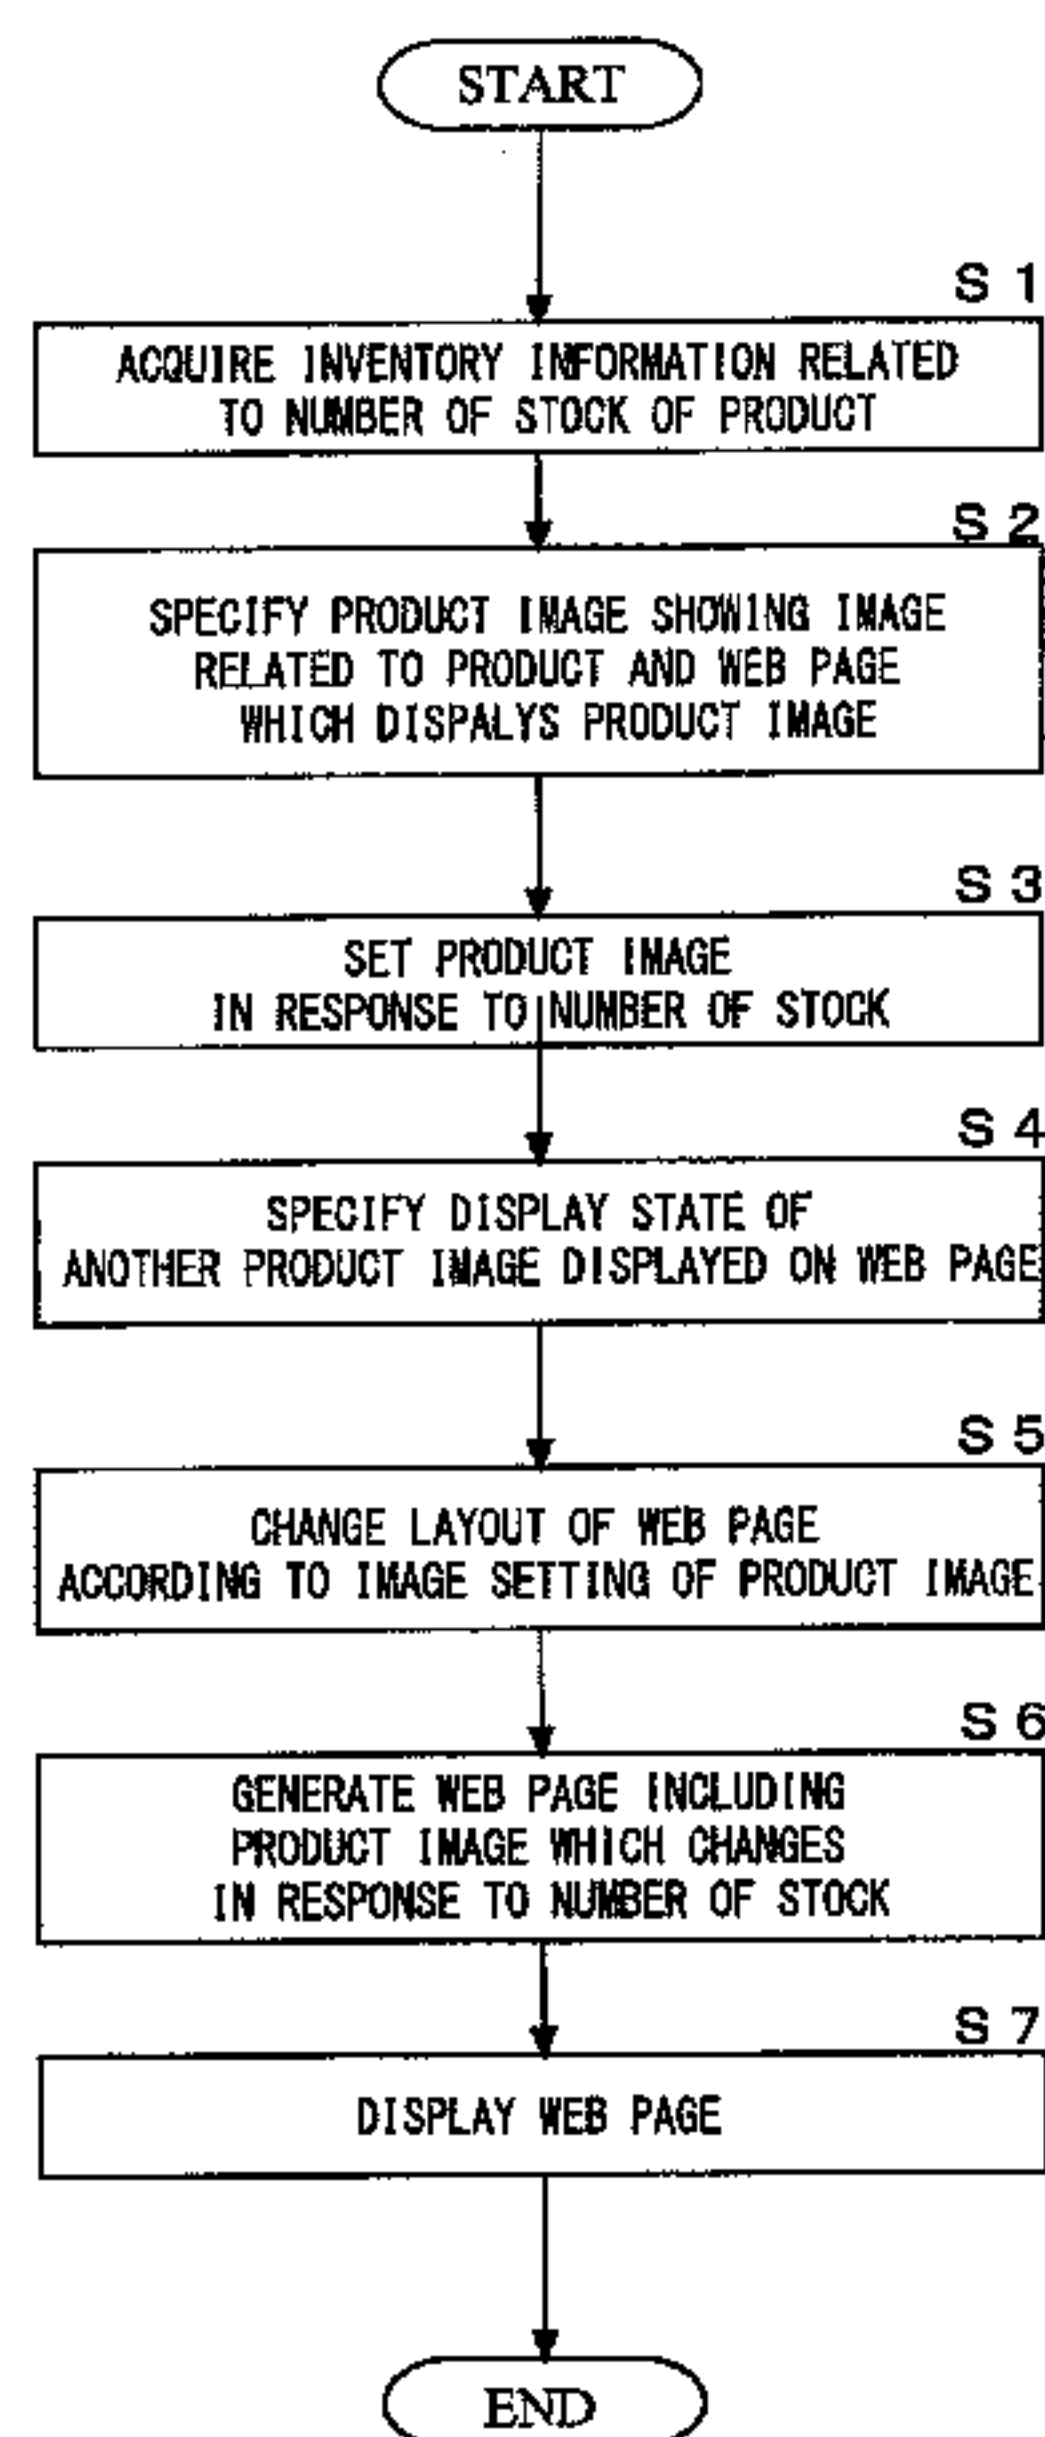 START
S 1
ACQUIRE INVENTORY INFORMATION RELATED
TO NUMBER OF STOCK OF PRODUCT
S 2
SPECIFY PRODUCT IMAGE SHOWING IMAGE
RELATED TO PRODUCT AND WEB PAGE
WHICH DISPALYS PRODUCT IMAGE
S 3
SET PRODUCT IMAGE
IN RESPONSE TO NUMBER OF STOCK
S 4
SPECIFY DISPLAY STATE OF
ANOTHER PRODUCT IMAGE DISPLAYED ON WEB PAGE
S 5
CHANGE LAYOUT OF WEB PAGE
ACCORDING TO IMAGE SETTING OF PRODUCT IMAGE
S 6
GENERATE WEB PAGE INCLUDING
PRODUCT IMAGE WHICH CHANGES
IN RESPONSE TO NUMBER OF STOCK
S 7
DISPLAY WEB PAGE
END